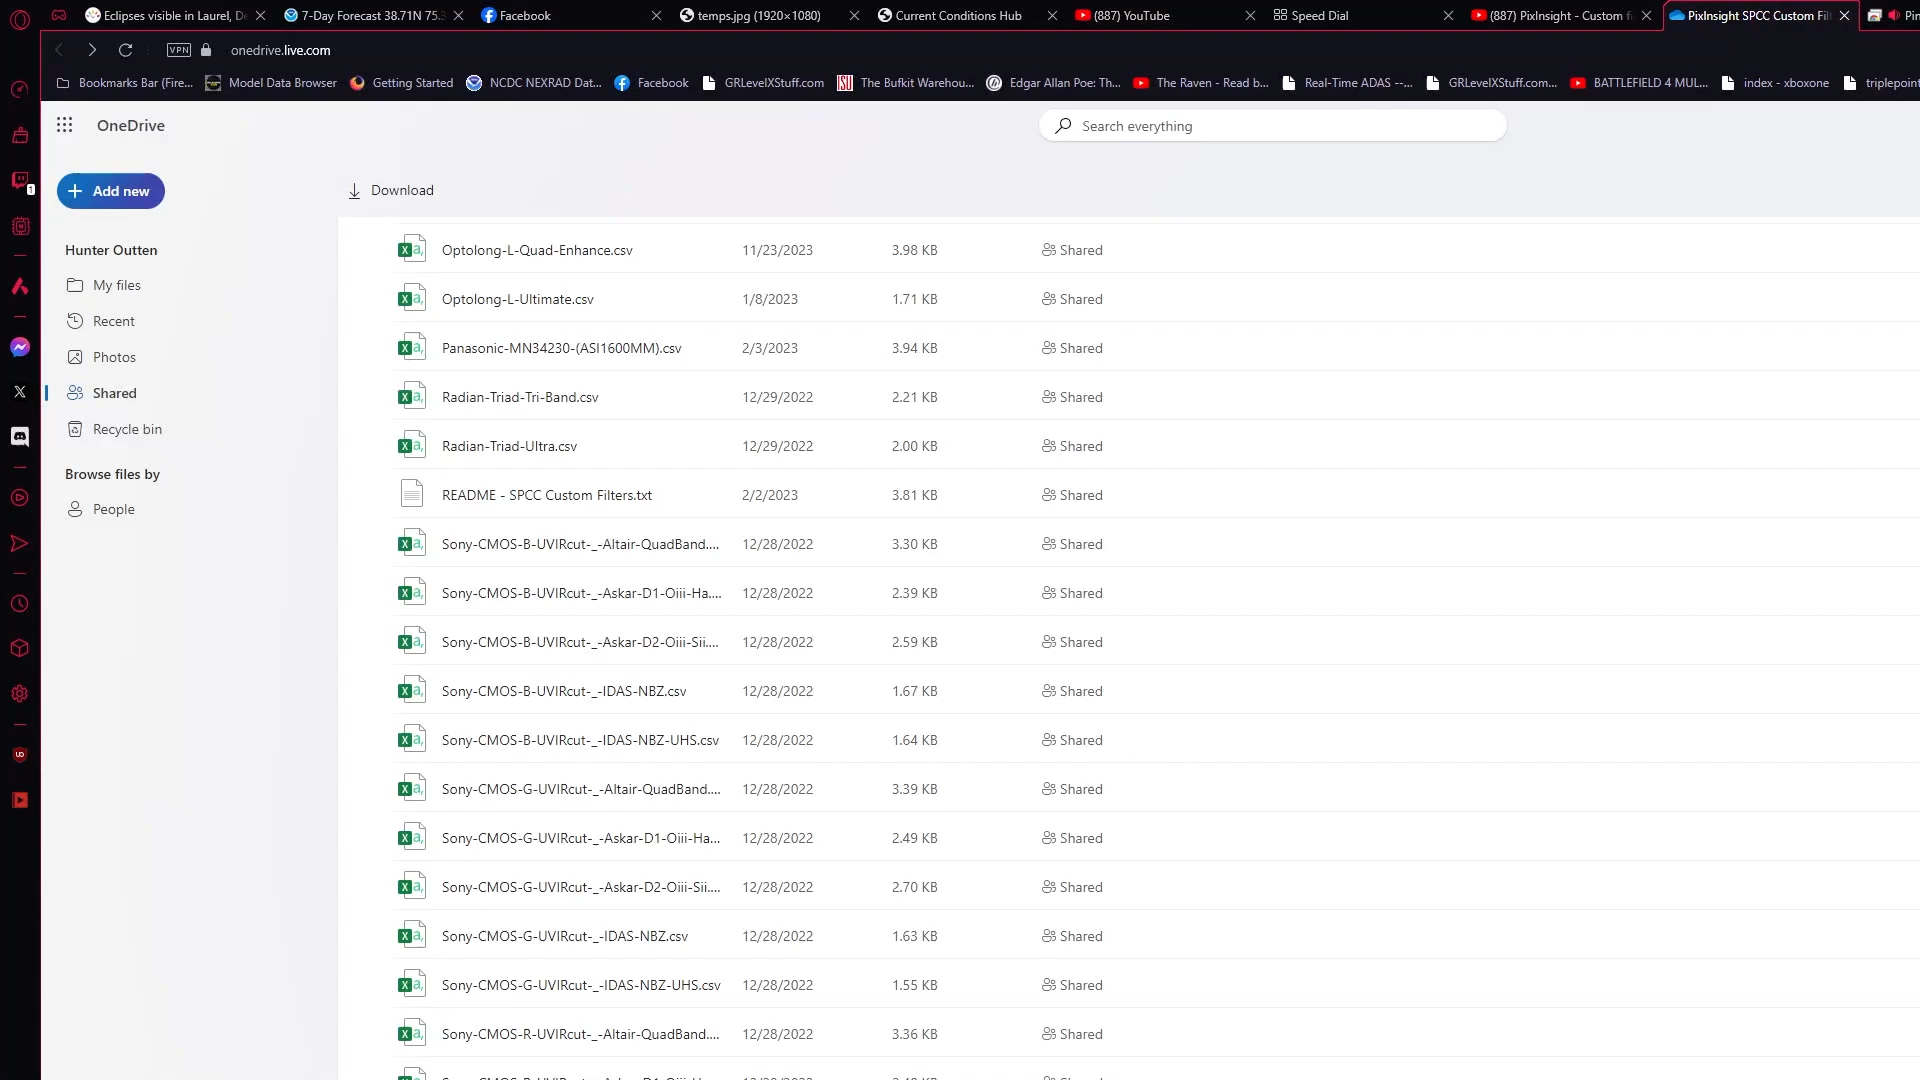 Eclipses visible in Laurel, De
7-Day Forecast 38.71N 75.
Facebook
temps.jpg (1920×1080)
Current Conditions Hub
(887) YouTube
Speed Dial
(887) PixInsight - Custom fi
PixInsight SPCC Custom Filt
Pin
VPN
onedrive.live.com
Bookmarks Bar (Fire...
Model Data Browser
Getting Started
NCDC NEXRAD Dat...
Facebook
GRLevelXStuff.com
The Bufkit Warehou...
Edgar Allan Poe: Th...
The Raven - Read b...
Real-Time ADAS --...
GRLevelXStuff.com...
BATTLEFIELD 4 MUL...
index - xboxone
triplepoint
OneDrive
Search everything
Add new
Download
1
Hunter Outten
My files
Recent
Photos
Shared
Recycle bin
Browse files by
People
Optolong-L-Quad-Enhance.csv 11/23/2023 3.98 KB Shared
Optolong-L-Ultimate.csv 1/8/2023 1.71 KB Shared
Panasonic-MN34230-(ASI1600MM).csv 2/3/2023 3.94 KB Shared
Radian-Triad-Tri-Band.csv 12/29/2022 2.21 KB Shared
Radian-Triad-Ultra.csv 12/29/2022 2.00 KB Shared
README - SPCC Custom Filters.txt 2/2/2023 3.81 KB Shared
Sony-CMOS-B-UVIRcut-_-Altair-QuadBand.... 12/28/2022 3.30 KB Shared
Sony-CMOS-B-UVIRcut-_-Askar-D1-Oiii-Ha.... 12/28/2022 2.39 KB Shared
Sony-CMOS-B-UVIRcut-_-Askar-D2-Oiii-Sii.... 12/28/2022 2.59 KB Shared
Sony-CMOS-B-UVIRcut-_-IDAS-NBZ.csv 12/28/2022 1.67 KB Shared
Sony-CMOS-B-UVIRcut-_-IDAS-NBZ-UHS.csv 12/28/2022 1.64 KB Shared
Sony-CMOS-G-UVIRcut-_-Altair-QuadBand.... 12/28/2022 3.39 KB Shared
Sony-CMOS-G-UVIRcut-_-Askar-D1-Oiii-Ha... 12/28/2022 2.49 KB Shared
Sony-CMOS-G-UVIRcut-_-Askar-D2-Oiii-Sii.... 12/28/2022 2.70 KB Shared
Sony-CMOS-G-UVIRcut-_-IDAS-NBZ.csv 12/28/2022 1.63 KB Shared
Sony-CMOS-G-UVIRcut-_-IDAS-NBZ-UHS.csv 12/28/2022 1.55 KB Shared
Sony-CMOS-R-UVIRcut-_-Altair-QuadBand.... 12/28/2022 3.36 KB Shared